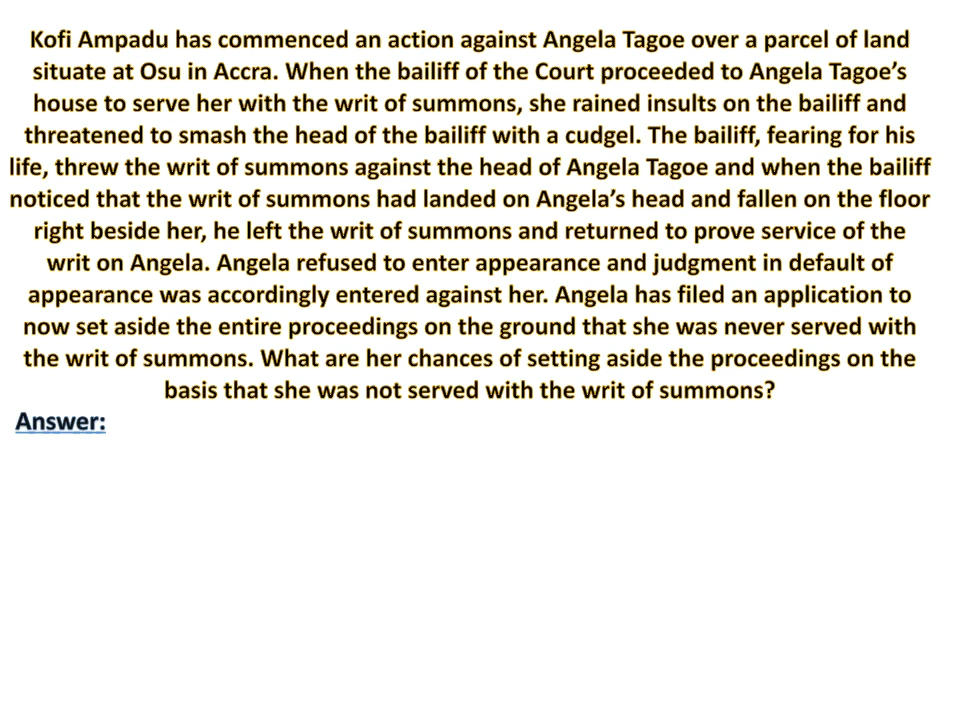 Kofi Ampadu has commenced an action against Angela Tagoe over a parcel of land
situate at Osu in Accra. When the bailiff of the Court proceeded to Angela Tagoe’s
house to serve her with the writ of summons, she rained insults on the bailiff and
threatened to smash the head of the bailiff with a cudgel. The bailiff, fearing for his
life, threw the writ of summons against the head of Angela Tagoe and when the bailiff
noticed that the writ of summons had landed on Angela’s head and fallen on the floor
right beside her, he left the writ of summons and returned to prove service of the
writ on Angela. Angela refused to enter appearance and judgment in default of
appearance was accordingly entered against her. Angela has filed an application to
now set aside the entire proceedings on the ground that she was never served with
the writ of summons. What are her chances of setting aside the proceedings on the
basis that she was not served with the writ of summons?
Answer: